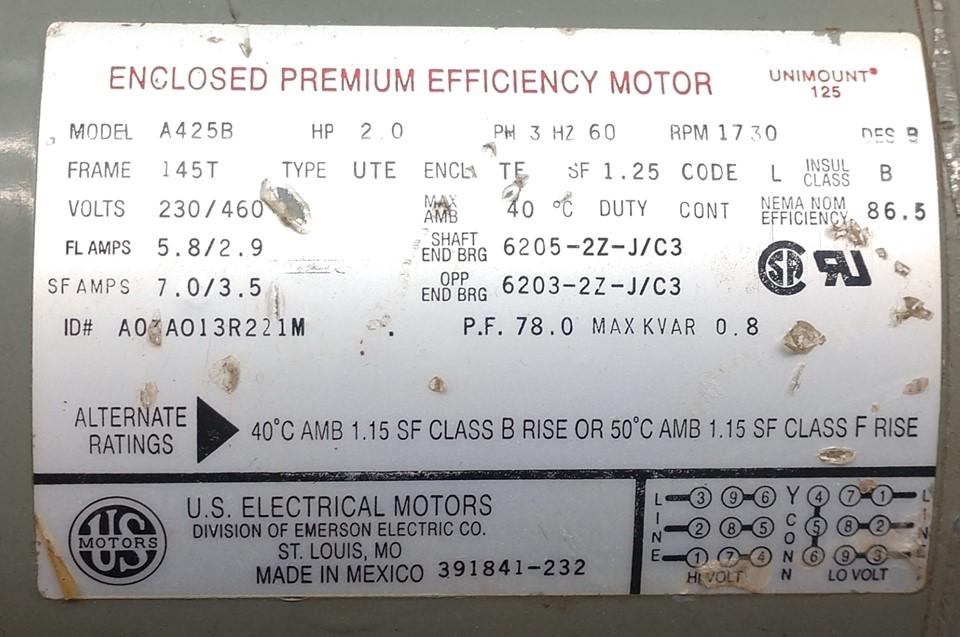 ENCLOSED PREMIUM EFFICIENCY MOTOR UNIMOUNT® 125
MODEL A425B HP 2.0 PH 3 HZ 60 RPM 1730 DES B
FRAME 145T TYPE UTE ENCL TE SF 1.25 CODE L INSUL CLASS B
VOLTS 230/460 MAX AMB 40 °C DUTY CONT NEMA NOM EFFICIENCY 86.5
FL AMPS 5.8/2.9 SHAFT END BRG 6205-2Z-J/C3
SF AMPS 7.0/3.5 OPP END BRG 6203-2Z-J/C3
ID# P.F. 78.0 MAX KVAR 0.8
ALTERNATE RATINGS 40°C AMB 1.15 SF CLASS B RISE OR 50°C AMB 1.15 SF CLASS F RISE
US MOTORS
U.S. ELECTRICAL MOTORS
DIVISION OF EMERSON ELECTRIC CO.
ST. LOUIS, MO
MADE IN MEXICO 391841-232
LINE 3 9 6 Y CONN 4 7 1 LINE
2 8 5 5 8 2
1 7 4 6 9 3
HI VOLT LO VOLT